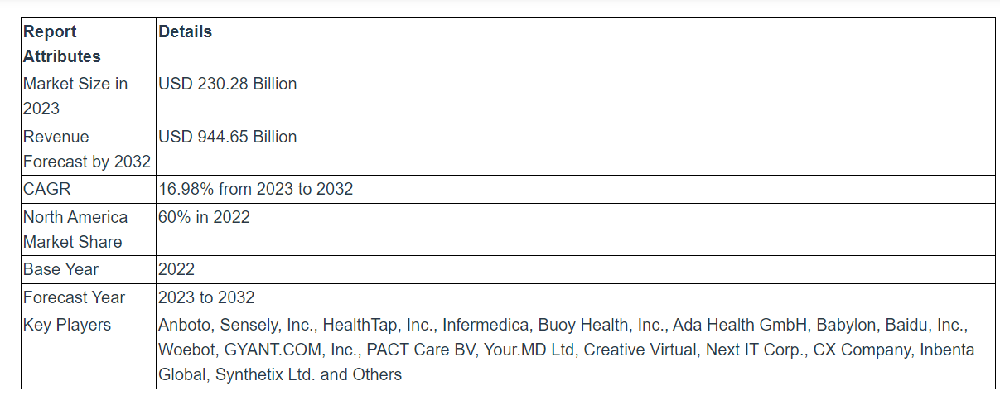 Report Attributes
Details
Market Size in 2023
USD 230.28 Billion
Revenue Forecast by 2032
USD 944.65 Billion
CAGR
16.98% from 2023 to 2032
North America Market Share
60% in 2022
Base Year
2022
Forecast Year
2023 to 2032
Key Players
Anboto, Sensely, Inc., HealthTap, Inc., Infermedica, Buoy Health, Inc., Ada Health GmbH, Babylon, Baidu, Inc.,
Woebot, GYANT.COM, Inc., PACT Care BV, Your.MD Ltd, Creative Virtual, Next IT Corp., CX Company, Inbenta
Global, Synthetix Ltd. and Others